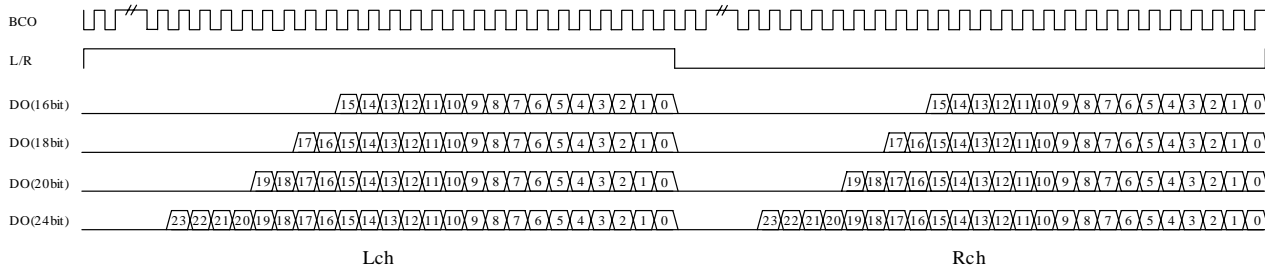 BCO
L/R
DO(16bit) 15 14 13 12 11 10 9 8 7 6 5 4 3 2 1 0 15 14 13 12 11 10 9 8 7 6 5 4 3 2 1 0
DO(18bit) 17 16 15 14 13 12 11 10 9 8 7 6 5 4 3 2 1 0 17 16 15 14 13 12 11 10 9 8 7 6 5 4 3 2 1 0
DO(20bit) 19 18 17 16 15 14 13 12 11 10 9 8 7 6 5 4 3 2 1 0 19 18 17 16 15 14 13 12 11 10 9 8 7 6 5 4 3 2 1 0
DO(24bit) 23 22 21 20 19 18 17 16 15 14 13 12 11 10 9 8 7 6 5 4 3 2 1 0 23 22 21 20 19 18 17 16 15 14 13 12 11 10 9 8 7 6 5 4 3 2 1 0
Lch Rch